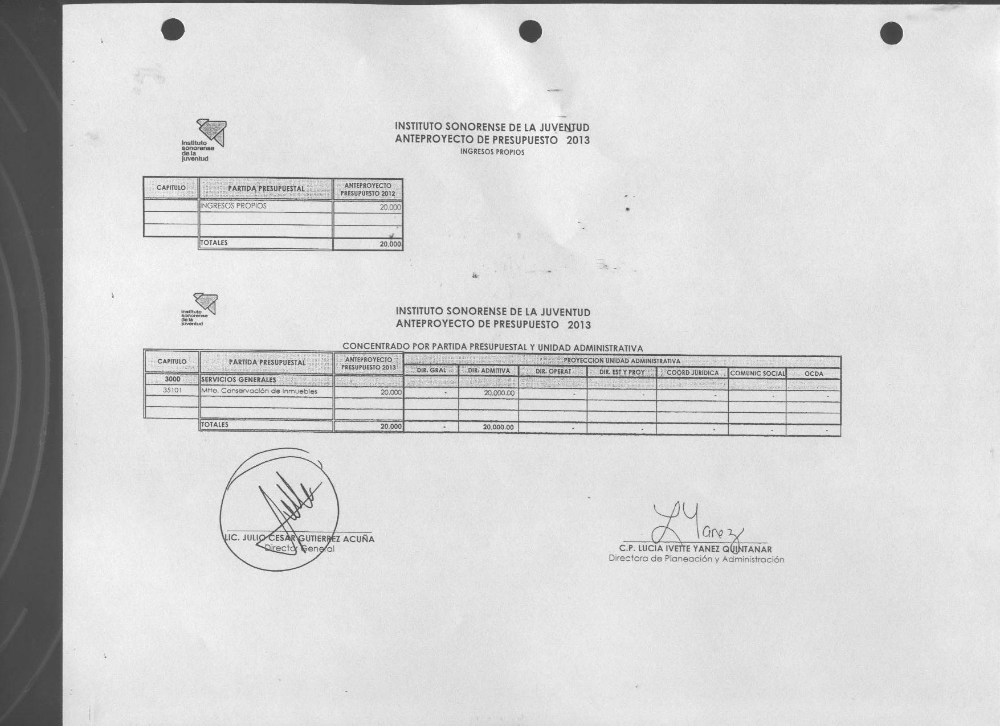 Instituto
sonorense
de la
juventud
INSTITUTO SONORENSE DE LA JUVENTUD
ANTEPROYECTO DE PRESUPUESTO 2013
INGRESOS PROPIOS
CAPITULO PARTIDA PRESUPUESTAL ANTEPROYECTO PRESUPUESTO 2012
INGRESOS PROPIOS 20,000
TOTALES 20,000
Instituto
sonorense
de la
juventud
INSTITUTO SONORENSE DE LA JUVENTUD
ANTEPROYECTO DE PRESUPUESTO 2013
CONCENTRADO POR PARTIDA PRESUPUESTAL Y UNIDAD ADMINISTRATIVA
CAPITULO PARTIDA PRESUPUESTAL ANTEPROYECTO PRESUPUESTO 2013 PROYECCION UNIDAD ADMINISTRATIVA
DIR. GRAL DIR. ADMITIVA DIR. OPERAT DIR. EST Y PROY COORD JURIDICA COMUNIC SOCIAL OCDA
3000 SERVICIOS GENERALES
35101 Mtto. Conservación de Inmuebles 20,000 - 20,000.00 - - - - -
TOTALES 20,000 - 20,000.00 - - - - -
LYanez
LIC. JULIO CESAR GUTIERREZ ACUÑA
Director General
C.P. LUCIA IVETTE YANEZ QUINTANAR
Directora de Planeación y Administración